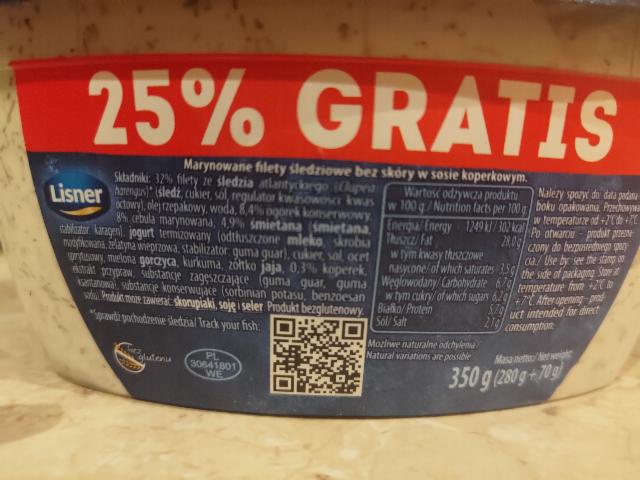 25% GRATIS
Marynowane filety śledziowe bez skóry w sosie koperkowym.
Lisner
Składniki: 32% filety ze śledzia atlantyckiego (Clupea
harengus)* (śledź, cukier, sól, regulator kwasowości: kwas
octowy), olej rzepakowy, woda, 8,4% ogórek konserwowy,
8% cebula marynowana, 4,9% śmietana (śmietana,
stabilizator: karagen), jogurt termizowany (odtłuszczone mleko, skrobia
modyfikowana, żelatyna wieprzowa, stabilizator: guma guar), cukier, sól, ocet
spirytusowy, mielona gorczyca, kurkuma, żółtko jaja, 0,3% koperek,
ekstrakt przypraw, substancje zagęszczające (guma guar, guma
ksantanowa), substancje konserwujące (sorbinian potasu, benzoesan
sodu). Produkt może zawierać: skorupiaki, soję i seler. Produkt bezglutenowy.
*Sprawdź pochodzenie śledzia/ Track your fish:
bez glutenu
PL
30641801
WE
Wartość odżywcza produktu
w 100 g / Nutrition facts per 100 g
Energia/ Energy 1249 kJ/ 302 kcal
Tłuszcz/ Fat 28,0 g
w tym kwasy tłuszczowe
nasycone/ of which saturates 3,5 g
Węglowodany/ Carbohydrate 6,7 g
w tym cukry/ of which sugars 6,2 g
Białko/ Protein 5,7 g
Sól/ Salt 2,1 g
Możliwe naturalne odchylenia/
Natural variations are possible
Należy spożyć do: data podana
boku opakowania. Przechowywać
w temperaturze od +2°C do +7°C
Po otwarciu – produkt przezna-
czony do bezpośredniego spoży-
cia./ Use by: see the stamp on
the side of packaging. Store at
temperature from +2°C to
+7°C. After opening – prod-
uct intended for direct
consumption.
Masa netto/ Net weight:
350 g (280 g + 70 g)